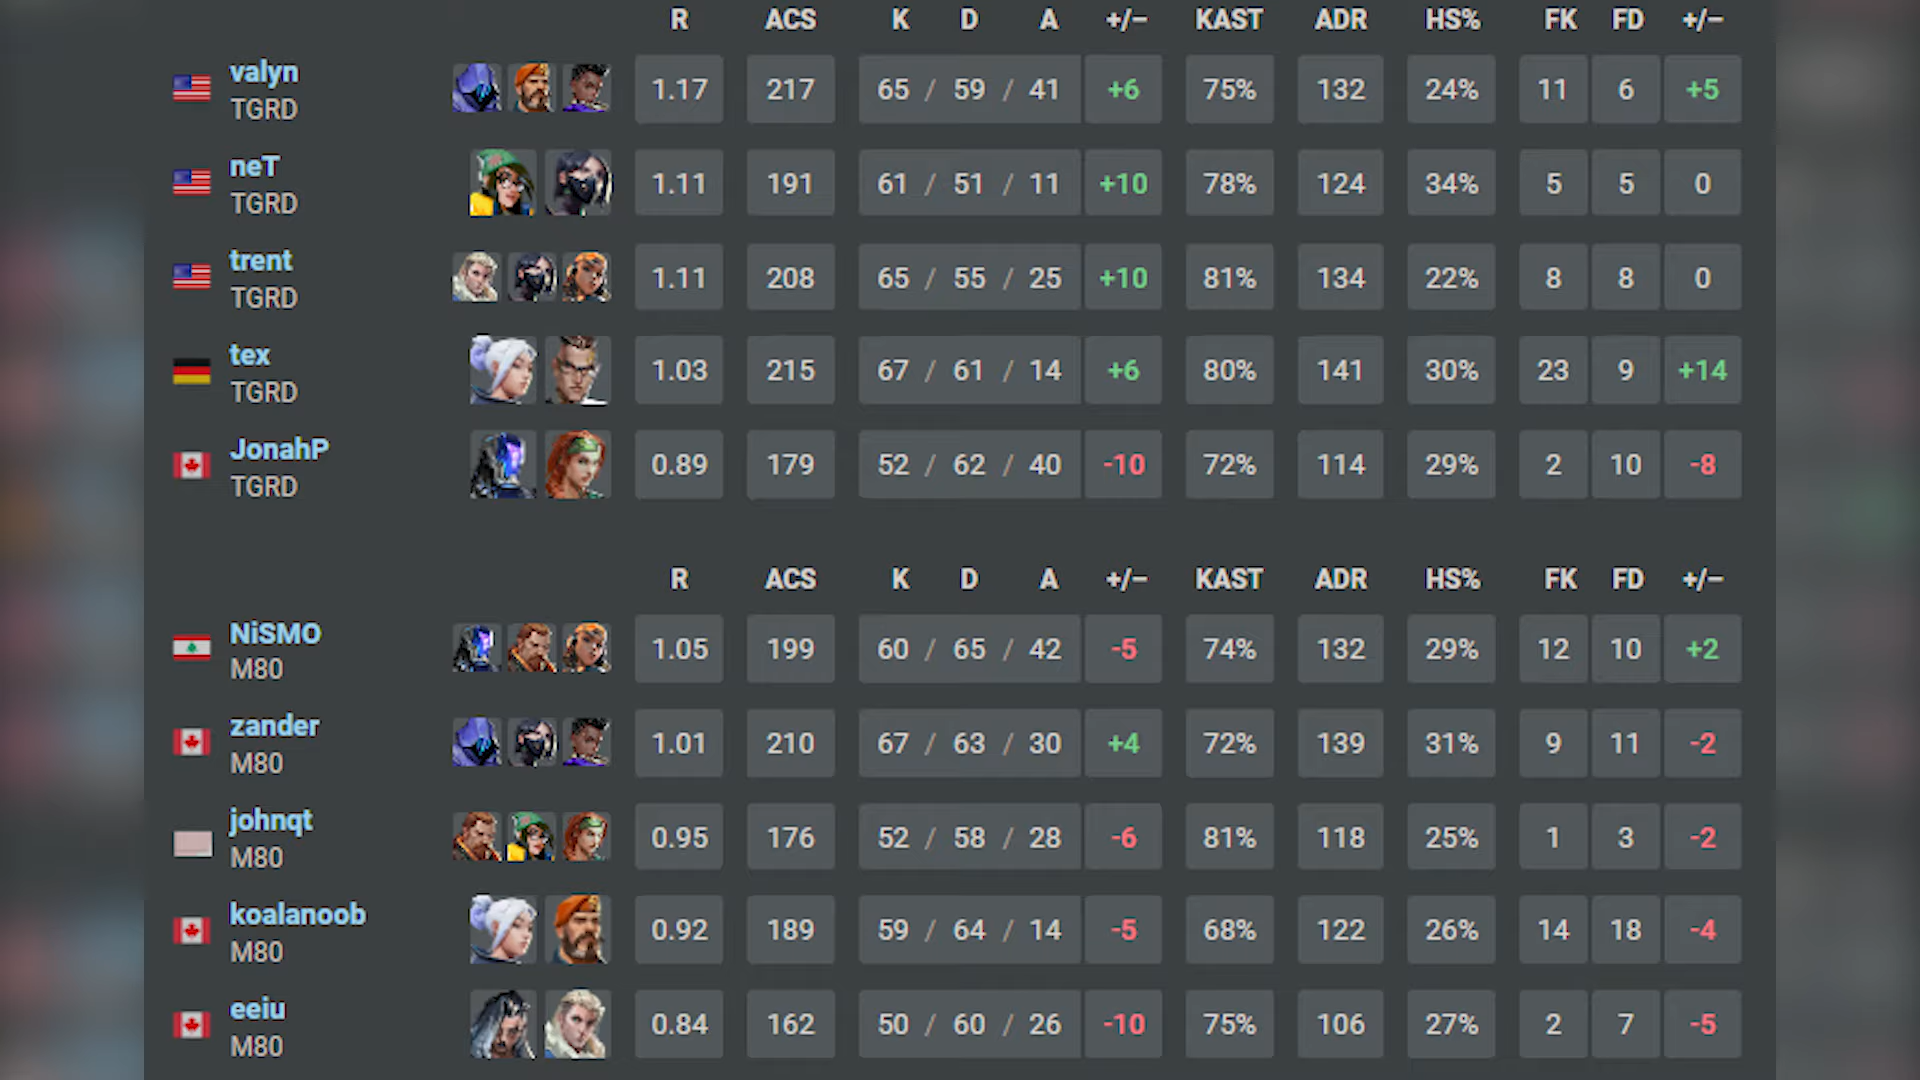 R ACS K D A +/− KAST ADR HS% FK FD +/−
valyn
TGRD
1.17 217 65 / 59 / 41 +6 75% 132 24% 11 6 +5
neT
TGRD
1.11 191 61 / 51 / 11 +10 78% 124 34% 5 5 0
trent
TGRD
1.11 208 65 / 55 / 25 +10 81% 134 22% 8 8 0
tex
TGRD
1.03 215 67 / 61 / 14 +6 80% 141 30% 23 9 +14
JonahP
TGRD
0.89 179 52 / 62 / 40 -10 72% 114 29% 2 10 -8
R ACS K D A +/− KAST ADR HS% FK FD +/−
NiSMO
M80
1.05 199 60 / 65 / 42 -5 74% 132 29% 12 10 +2
zander
M80
1.01 210 67 / 63 / 30 +4 72% 139 31% 9 11 -2
johnqt
M80
0.95 176 52 / 58 / 28 -6 81% 118 25% 1 3 -2
koalanoob
M80
0.92 189 59 / 64 / 14 -5 68% 122 26% 14 18 -4
eeiu
M80
0.84 162 50 / 60 / 26 -10 75% 106 27% 2 7 -5